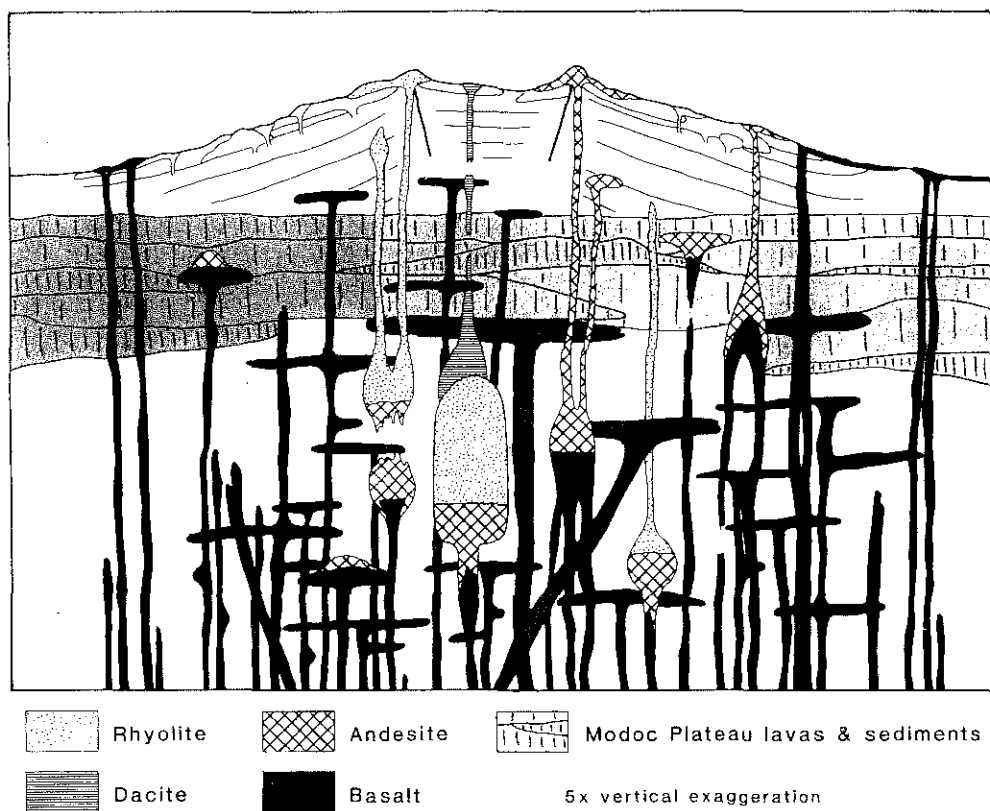 Rhyolite
Andesite
Modoc Plateau lavas & sediments
Dacite
Basalt
5x vertical exaggeration